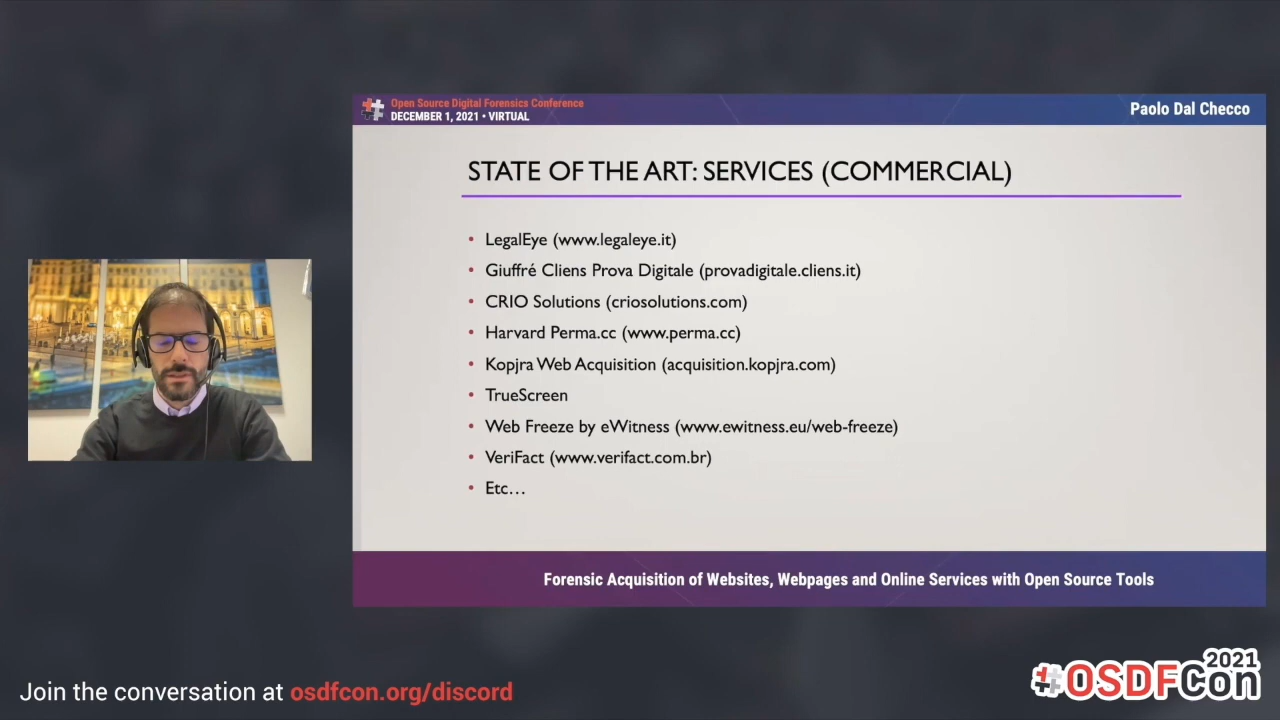 Open Source Digital Forensics Conference
DECEMBER 1, 2021 • VIRTUAL
Paolo Dal Checco
STATE OF THE ART: SERVICES (COMMERCIAL)
• LegalEye (www.legaleye.it)
• Giuffré Cliens Prova Digitale (provadigitale.cliens.it)
• CRIO Solutions (criosolutions.com)
• Harvard Perma.cc (www.perma.cc)
• Kopjra Web Acquisition (acquisition.kopjra.com)
• TrueScreen
• Web Freeze by eWitness (www.ewitness.eu/web-freeze)
• VeriFact (www.verifact.com.br)
• Etc…
Forensic Acquisition of Websites, Webpages and Online Services with Open Source Tools
Join the conversation at osdfcon.org/discord
2021
#OSDFCon